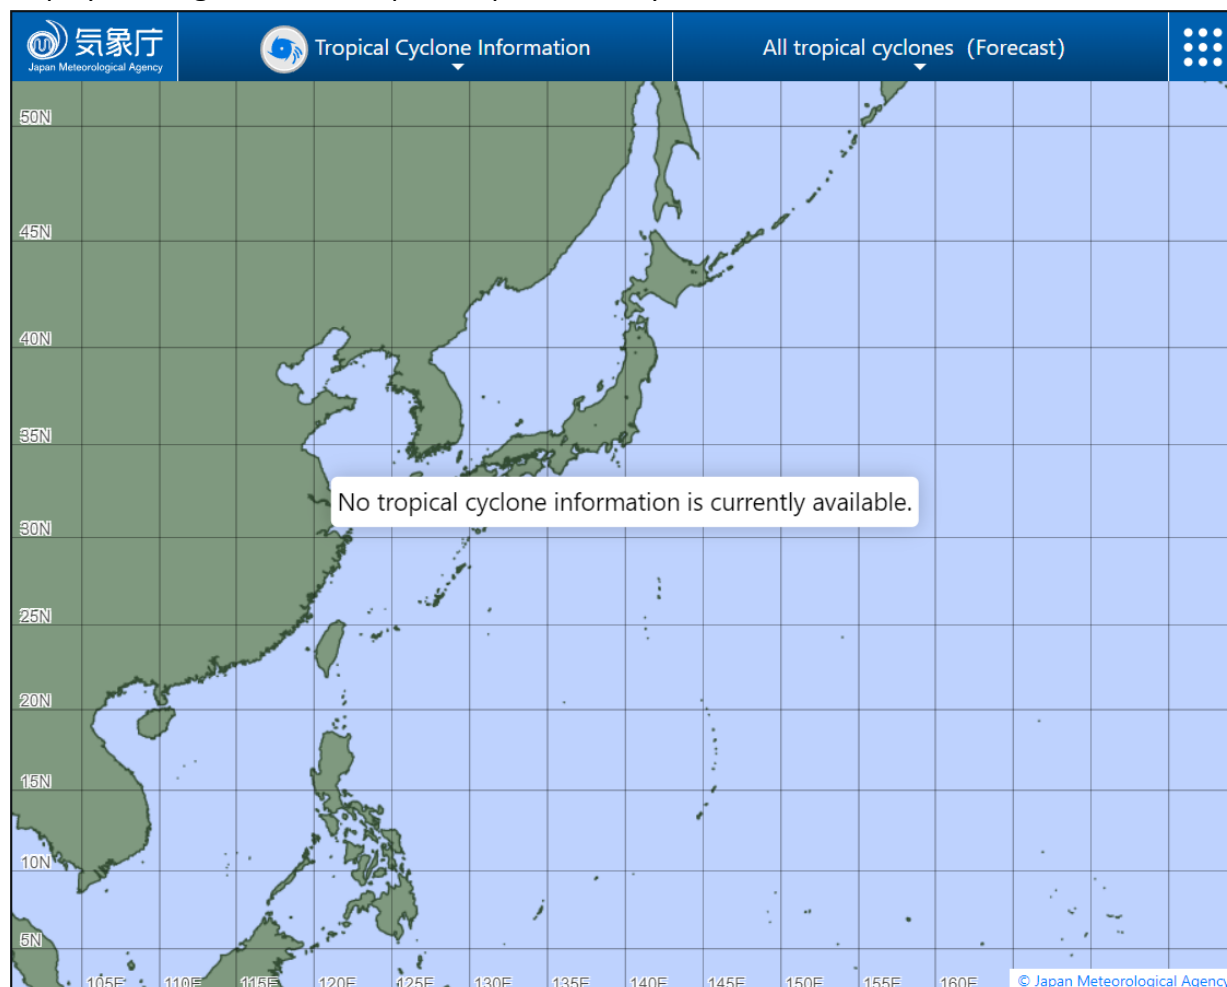 気象庁
Japan Meteorological Agency
Tropical Cyclone Information
All tropical cyclones (Forecast)
50N
45N
40N
35N
No tropical cyclone information is currently available.
30N
25N
20N
15N
10N
5N
105E 110E 115E 120E 125E 130E 135E 140E 145E 150E 155E 160E
© Japan Meteorological Agency